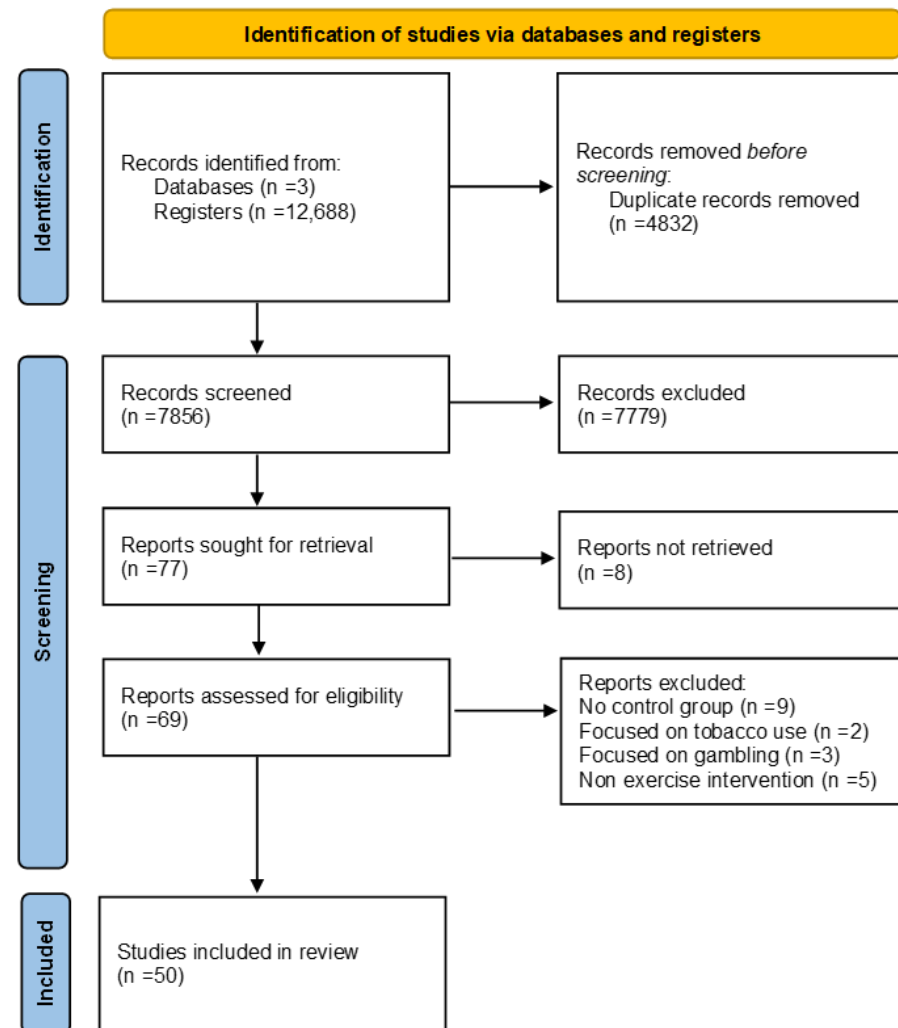 Identification of studies via databases and registers
Identification
Records identified from:
Databases (n =3)
Registers (n =12,688)
Records removed before
screening:
Duplicate records removed
(n =4832)
Screening
Records screened
(n =7856)
Records excluded
(n =7779)
Reports sought for retrieval
(n =77)
Reports not retrieved
(n =8)
Reports assessed for eligibility
(n =69)
Reports excluded:
No control group (n =9)
Focused on tobacco use (n =2)
Focused on gambling (n =3)
Non exercise intervention (n =5)
Included
Studies included in review
(n =50)